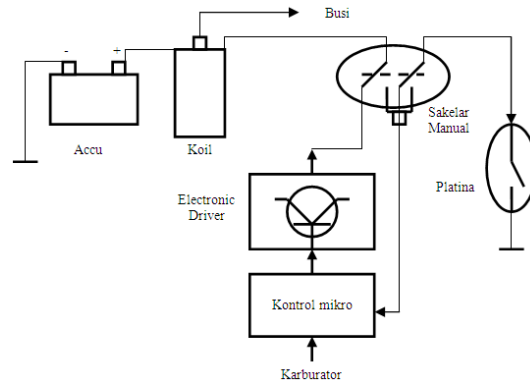 Busi
- +
Accu
Koil
Sakelar
Manual
Electronic
Driver
Platina
Kontrol mikro
Karburator